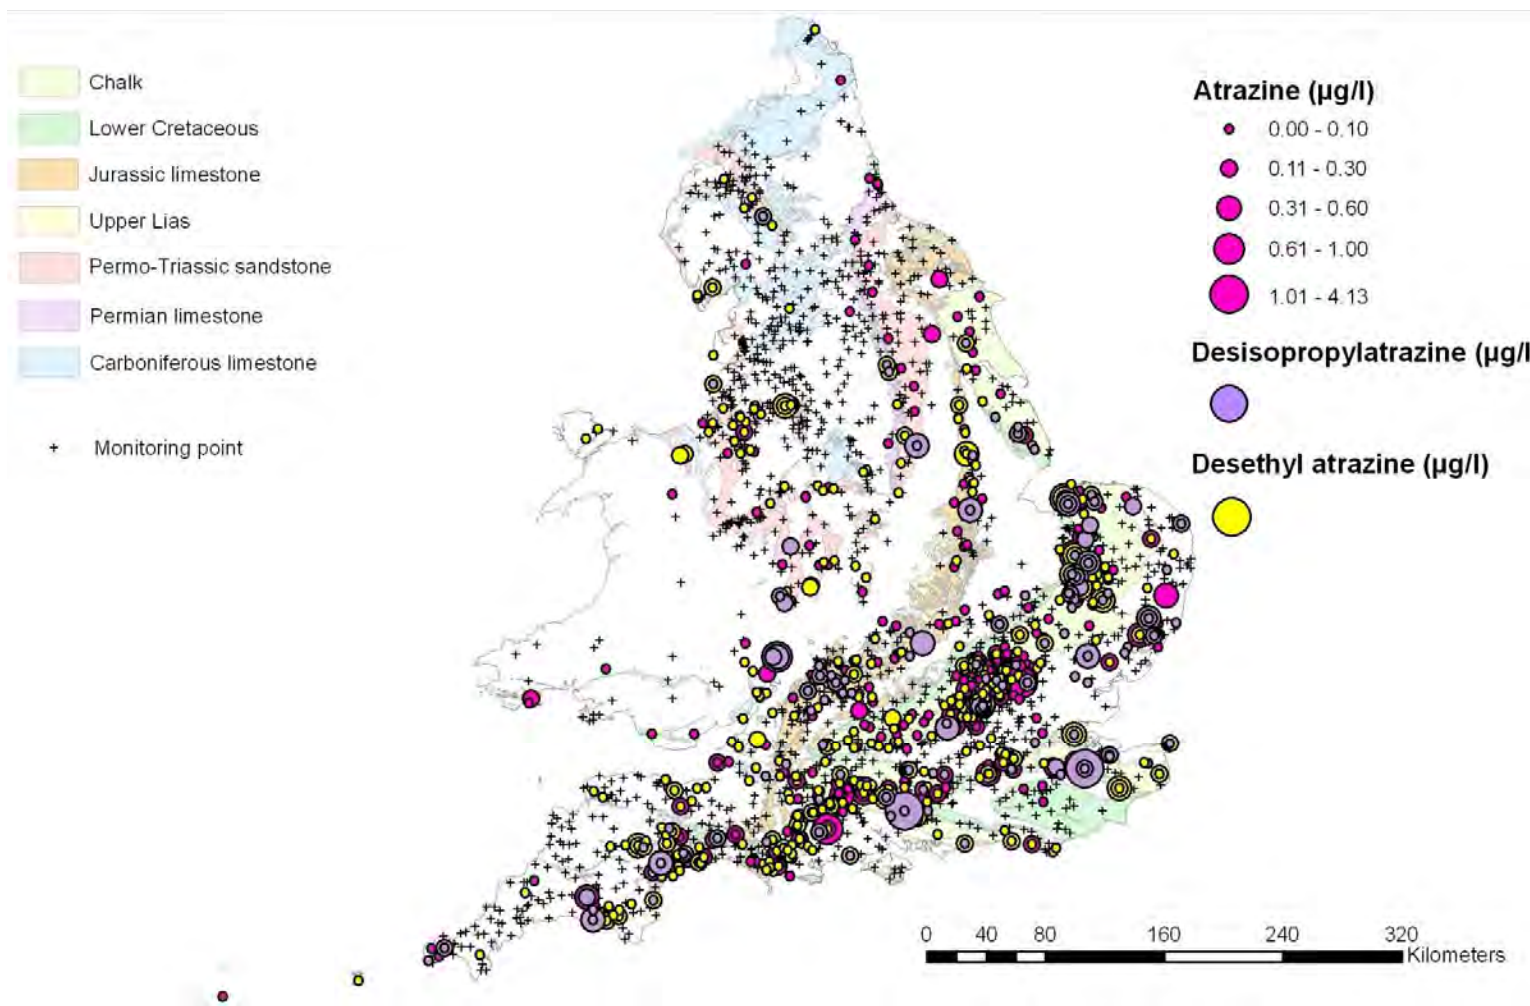 Chalk
Lower Cretaceous
Jurassic limestone
Upper Lias
Permo-Triassic sandstone
Permian limestone
Carboniferous limestone
Monitoring point
Atrazine (µg/l)
0.00 - 0.10
0.11 - 0.30
0.31 - 0.60
0.61 - 1.00
1.01 - 4.13
Desisopropylatrazine (µg/l
Desethyl atrazine (µg/l)
0 40 80 160 240 320
Kilometers